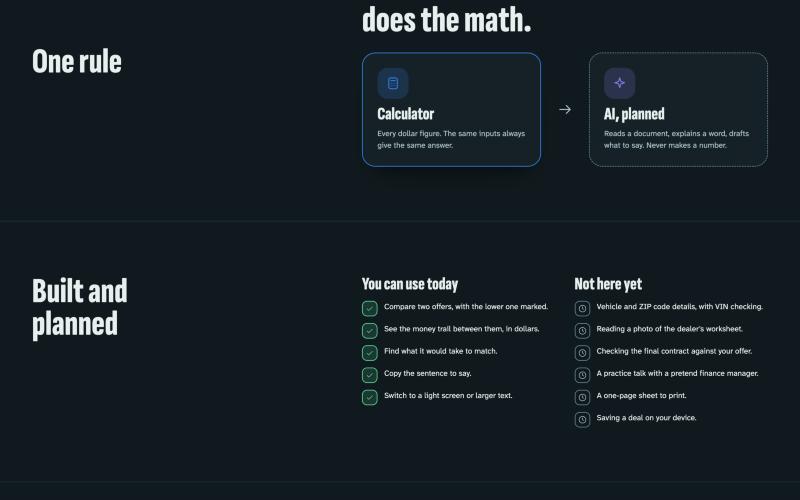 does the math.
One rule
Calculator
Every dollar figure. The same inputs always
give the same answer.
AI, planned
Reads a document, explains a word, drafts
what to say. Never makes a number.
Built and
planned
You can use today
Compare two offers, with the lower one marked.
See the money trail between them, in dollars.
Find what it would take to match.
Copy the sentence to say.
Switch to a light screen or larger text.
Not here yet
Vehicle and ZIP code details, with VIN checking.
Reading a photo of the dealer's worksheet.
Checking the final contract against your offer.
A practice talk with a pretend finance manager.
A one-page sheet to print.
Saving a deal on your device.